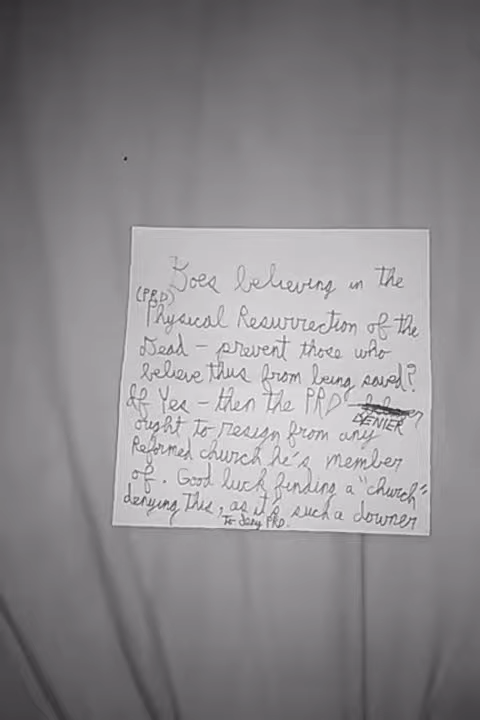 Does believing in the
(PRD)
Physical Resurrection of the
Dead - prevent those who
believe thus from being saved?
If Yes - then the PRD
DENIER
ought to resign from any
Reformed church he's member
of. Good luck finding a "church"
denying this, as it's such a downer
To deny PRD.